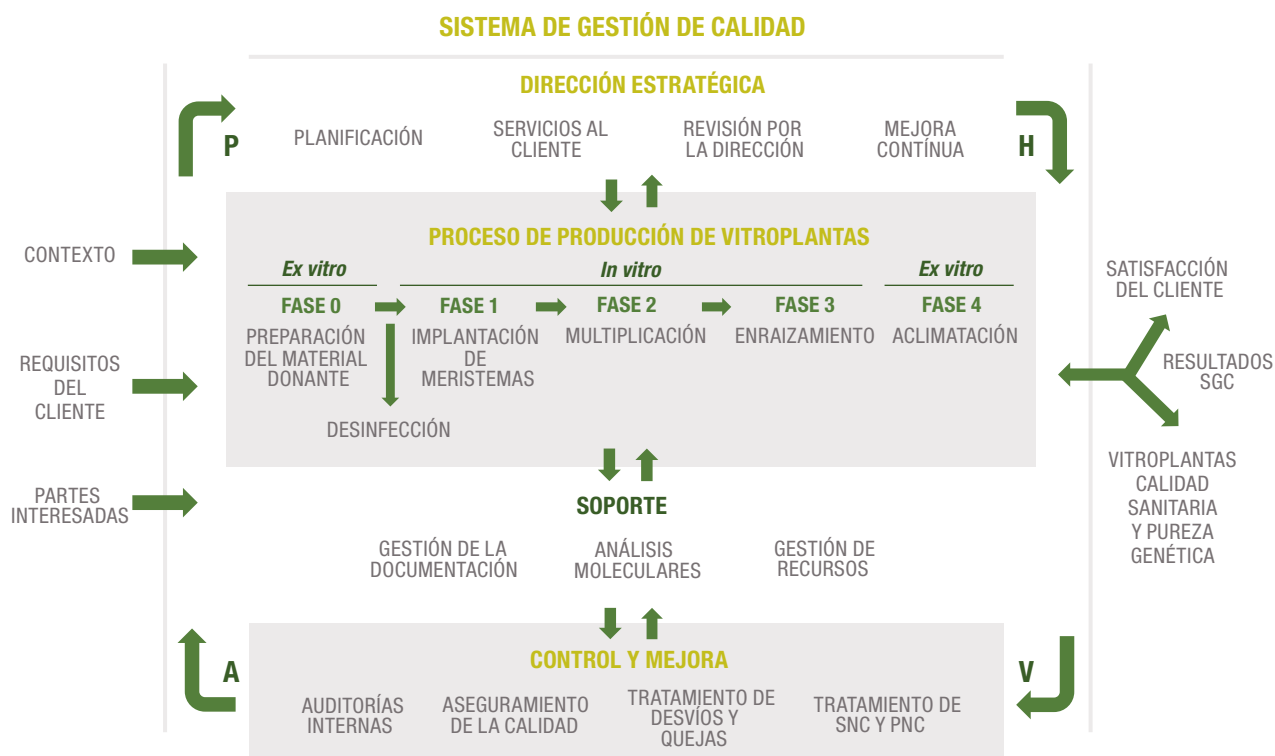 SISTEMA DE GESTIÓN DE CALIDAD
DIRECCIÓN ESTRATÉGICA
P
PLANIFICACIÓN
SERVICIOS AL
CLIENTE
REVISIÓN POR
LA DIRECCIÓN
MEJORA
CONTÍNUA
H
CONTEXTO
REQUISITOS
DEL
CLIENTE
PARTES
INTERESADAS
PROCESO DE PRODUCCIÓN DE VITROPLANTAS
Ex vitro
In vitro
Ex vitro
FASE 0
PREPARACIÓN
DEL MATERIAL
DONANTE
FASE 1
IMPLANTACIÓN
DE
MERISTEMAS
FASE 2
MULTIPLICACIÓN
FASE 3
ENRAIZAMIENTO
FASE 4
ACLIMATACIÓN
DESINFECCIÓN
SATISFACCIÓN
DEL CLIENTE
RESULTADOS
SGC
VITROPLANTAS
CALIDAD
SANITARIA
Y PUREZA
GENÉTICA
SOPORTE
GESTIÓN DE LA
DOCUMENTACIÓN
ANÁLISIS
MOLECULARES
GESTIÓN DE
RECURSOS
A
CONTROL Y MEJORA
V
AUDITORÍAS
INTERNAS
ASEGURAMIENTO
DE LA CALIDAD
TRATAMIENTO DE
DESVÍOS Y
QUEJAS
TRATAMIENTO DE
SNC Y PNC